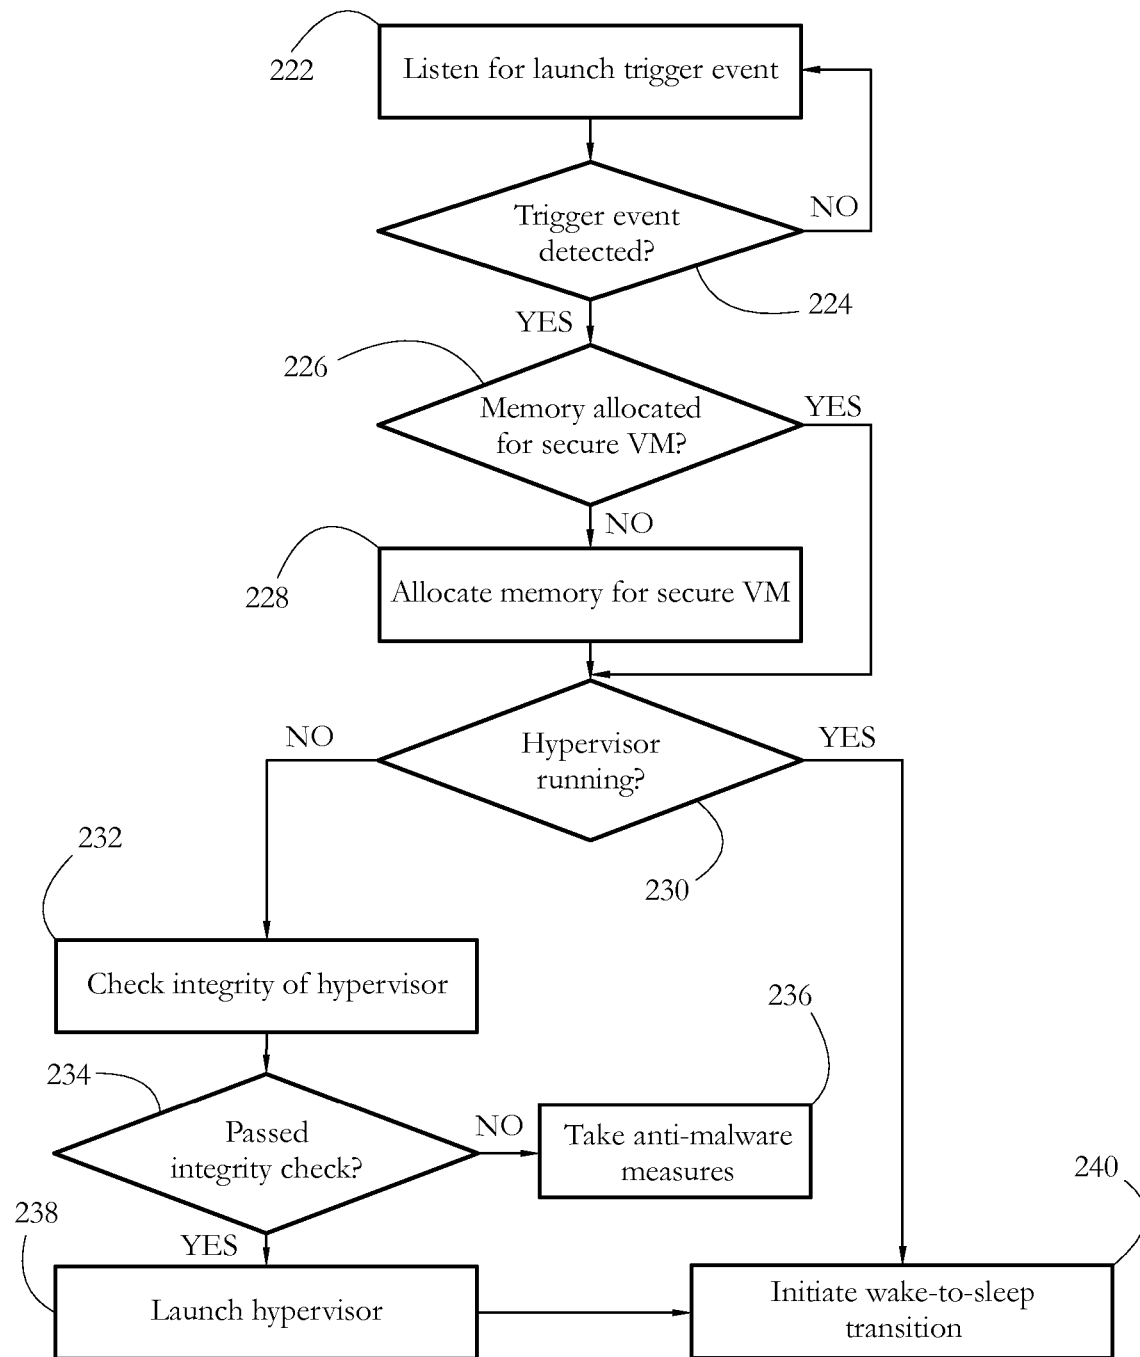 222
Listen for launch trigger event
Trigger event
detected?
NO
224
YES
226
Memory allocated
for secure VM?
YES
NO
228
Allocate memory for secure VM
NO
Hypervisor
running?
YES
232
230
Check integrity of hypervisor
236
234
Passed
integrity check?
NO
Take anti-malware
measures
240
238
YES
Launch hypervisor
Initiate wake-to-sleep
transition